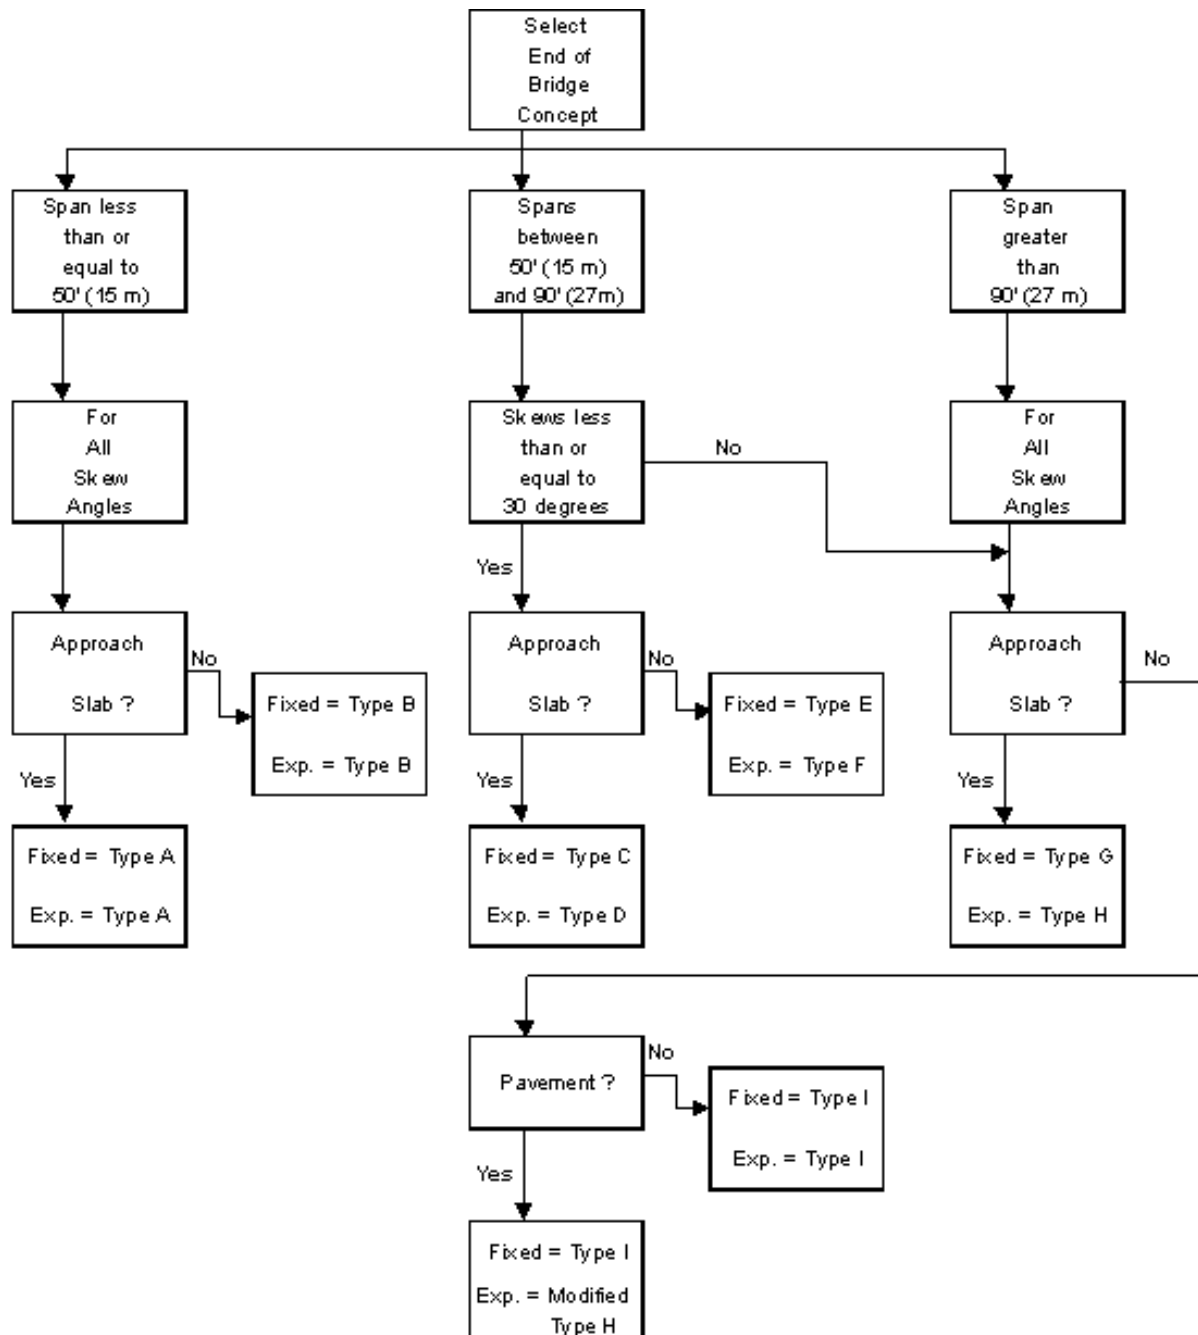 Select
End of
Bridge
Concept
Span less
than or
equal to
50' (15 m)
Spans
between
50' (15 m)
and 90' (27m)
Span
greater
than
90' (27 m)
For
All
Skew
Angles
Skews less
than or
equal to
30 degrees
No
For
All
Skew
Angles
Yes
Approach
Slab ?
No
Approach
Slab ?
No
Approach
Slab ?
No
Fixed = Type B
Exp. = Type B
Fixed = Type E
Exp. = Type F
Yes
Yes
Yes
Fixed = Type A
Exp. = Type A
Fixed = Type C
Exp. = Type D
Fixed = Type G
Exp. = Type H
Pavement ?
No
Fixed = Type I
Exp. = Type I
Yes
Fixed = Type I
Exp. = Modified
Type H